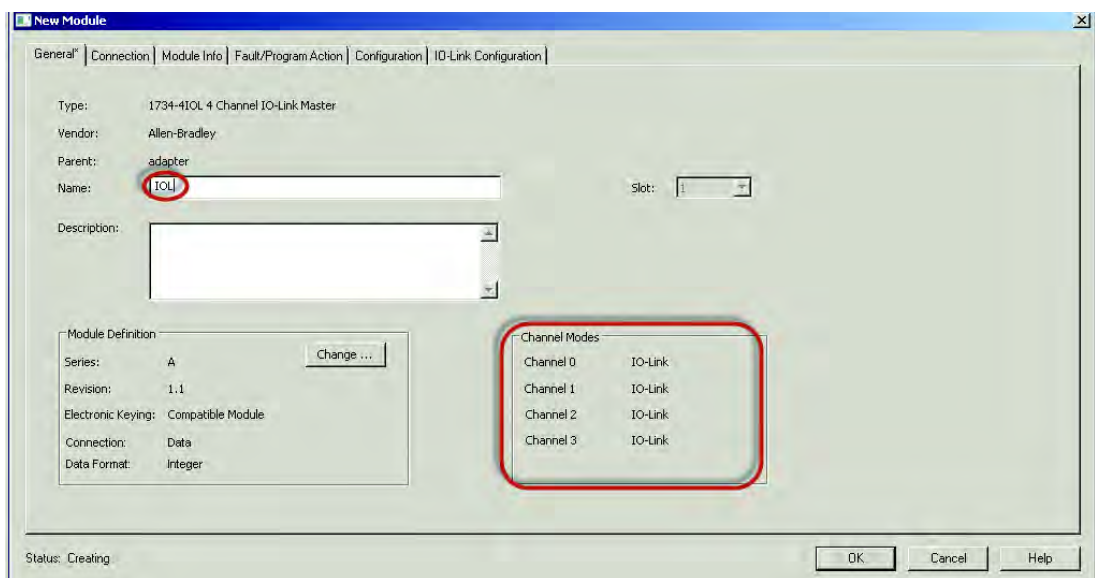 New Module
General* Connection Module Info Fault/Program Action Configuration IO-Link Configuration
Type: 1734-4IOL 4 Channel IO-Link Master
Vendor: Allen-Bradley
Parent: adapter
Name: IOL
Slot: 1
Description:
Module Definition
Series: A
Change ...
Revision: 1.1
Electronic Keying: Compatible Module
Connection: Data
Data Format: Integer
Channel Modes
Channel 0 IO-Link
Channel 1 IO-Link
Channel 2 IO-Link
Channel 3 IO-Link
Status: Creating
OK Cancel Help